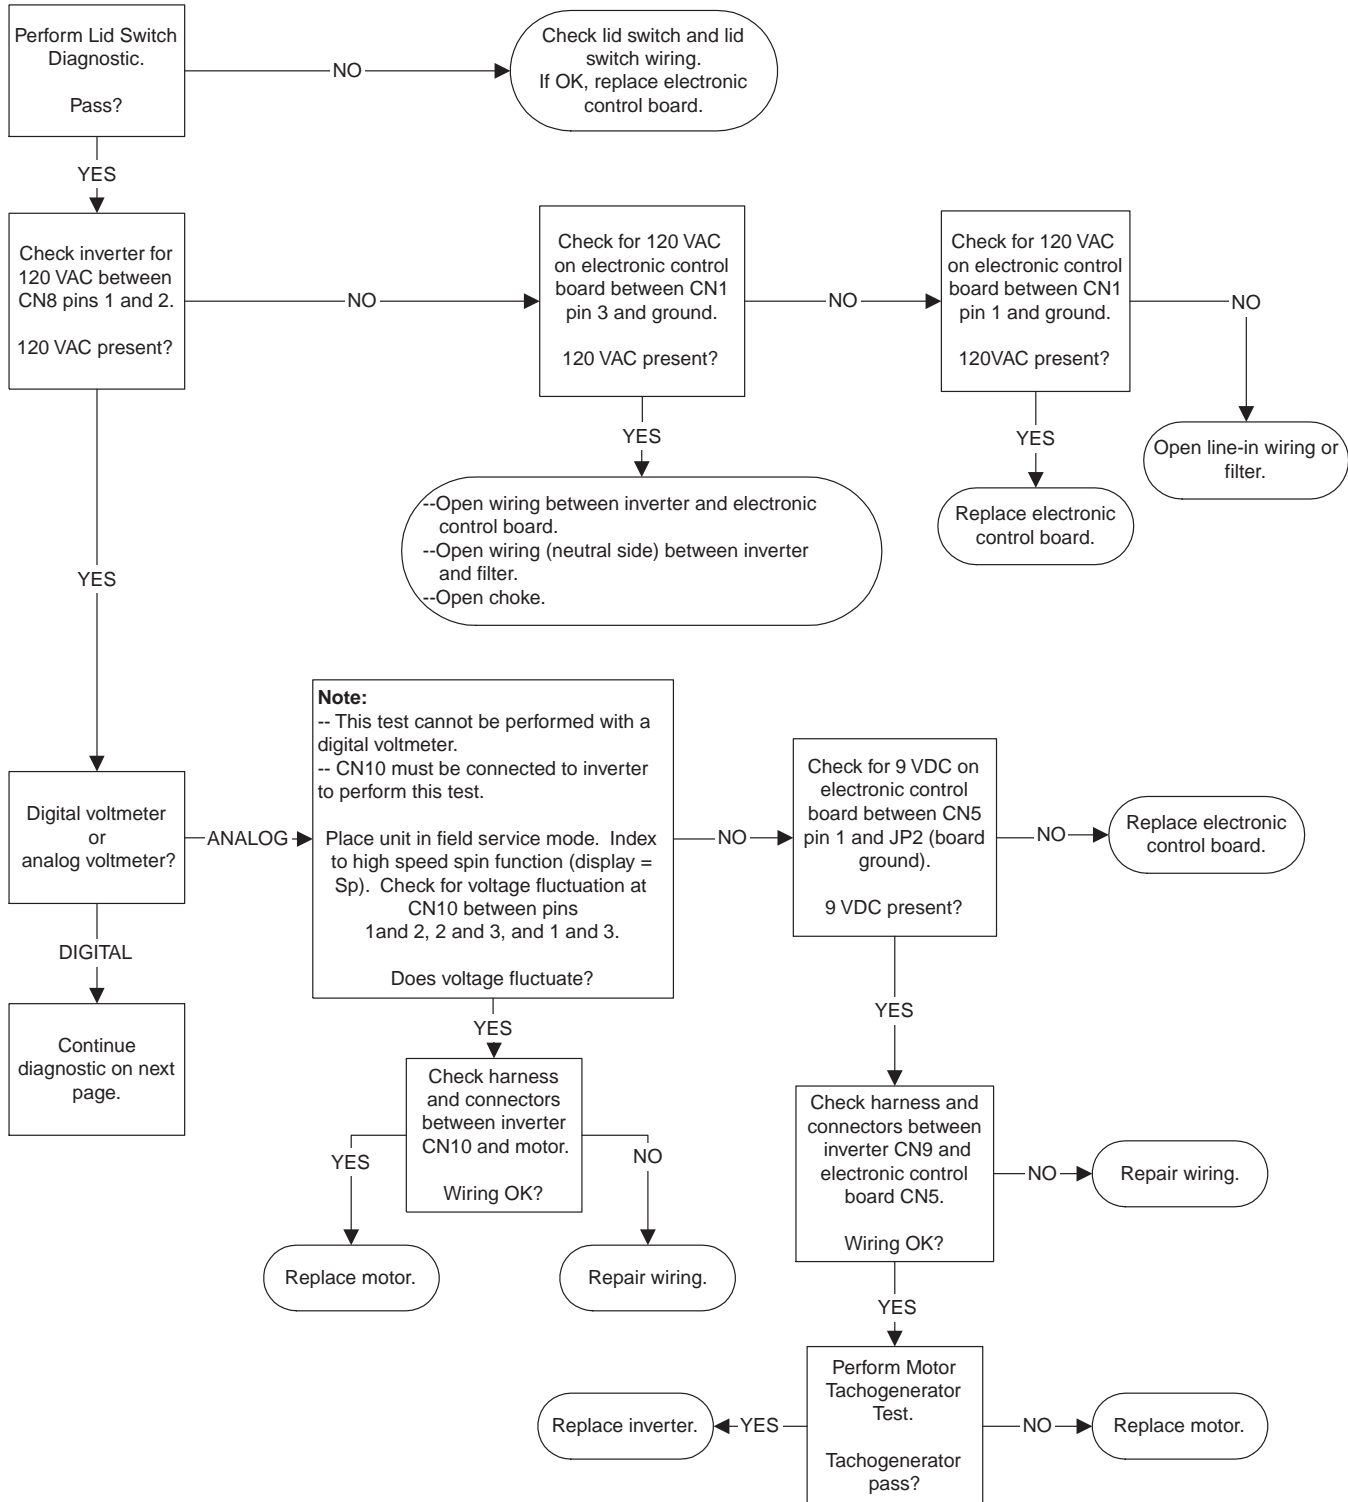 Perform Lid Switch
Diagnostic.
Pass?
NO
Check lid switch and lid
switch wiring.
If OK, replace electronic
control board.
YES
Check inverter for
120 VAC between
CN8 pins 1 and 2.
120 VAC present?
NO
Check for 120 VAC
on electronic control
board between CN1
pin 3 and ground.
120 VAC present?
NO
Check for 120 VAC
on electronic control
board between CN1
pin 1 and ground.
120VAC present?
NO
Open line-in wiring or
filter.
YES
Replace electronic
control board.
YES
--Open wiring between inverter and electronic
control board.
--Open wiring (neutral side) between inverter
and filter.
--Open choke.
YES
Digital voltmeter
or
analog voltmeter?
ANALOG
Note:
-- This test cannot be performed with a
digital voltmeter.
-- CN10 must be connected to inverter
to perform this test.
Place unit in field service mode. Index
to high speed spin function (display =
Sp). Check for voltage fluctuation at
CN10 between pins
1and 2, 2 and 3, and 1 and 3.
Does voltage fluctuate?
NO
Check for 9 VDC on
electronic control
board between CN5
pin 1 and JP2 (board
ground).
9 VDC present?
NO
Replace electronic
control board.
DIGITAL
Continue
diagnostic on next
page.
YES
Check harness
and connectors
between inverter
CN10 and motor.
Wiring OK?
YES
Replace motor.
NO
Repair wiring.
YES
Check harness and
connectors between
inverter CN9 and
electronic control
board CN5.
Wiring OK?
NO
Repair wiring.
YES
Perform Motor
Tachogenerator
Test.
Tachogenerator
pass?
YES
Replace inverter.
NO
Replace motor.